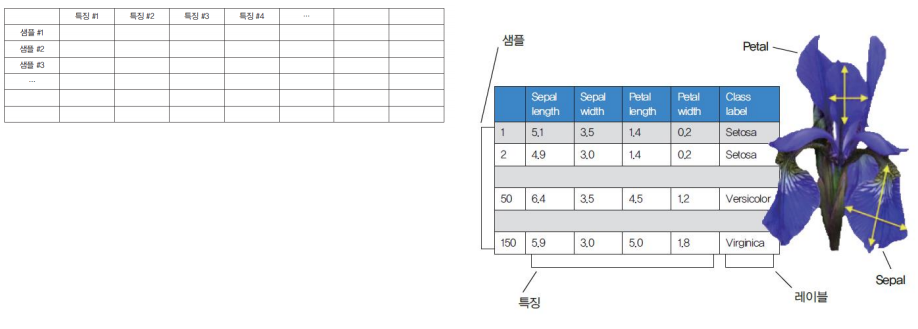 특징 #1 특징 #2 특징 #3 특징 #4 ...
샘플 #1
샘플 #2
샘플 #3
...
샘플
Petal
Sepal length Sepal width Petal length Petal width Class label
1 5,1 3,5 1,4 0,2 Setosa
2 4,9 3,0 1,4 0,2 Setosa
50 6,4 3,5 4,5 1,2 Versicolor
150 5,9 3,0 5,0 1,8 Virginica
Sepal
특징
레이블